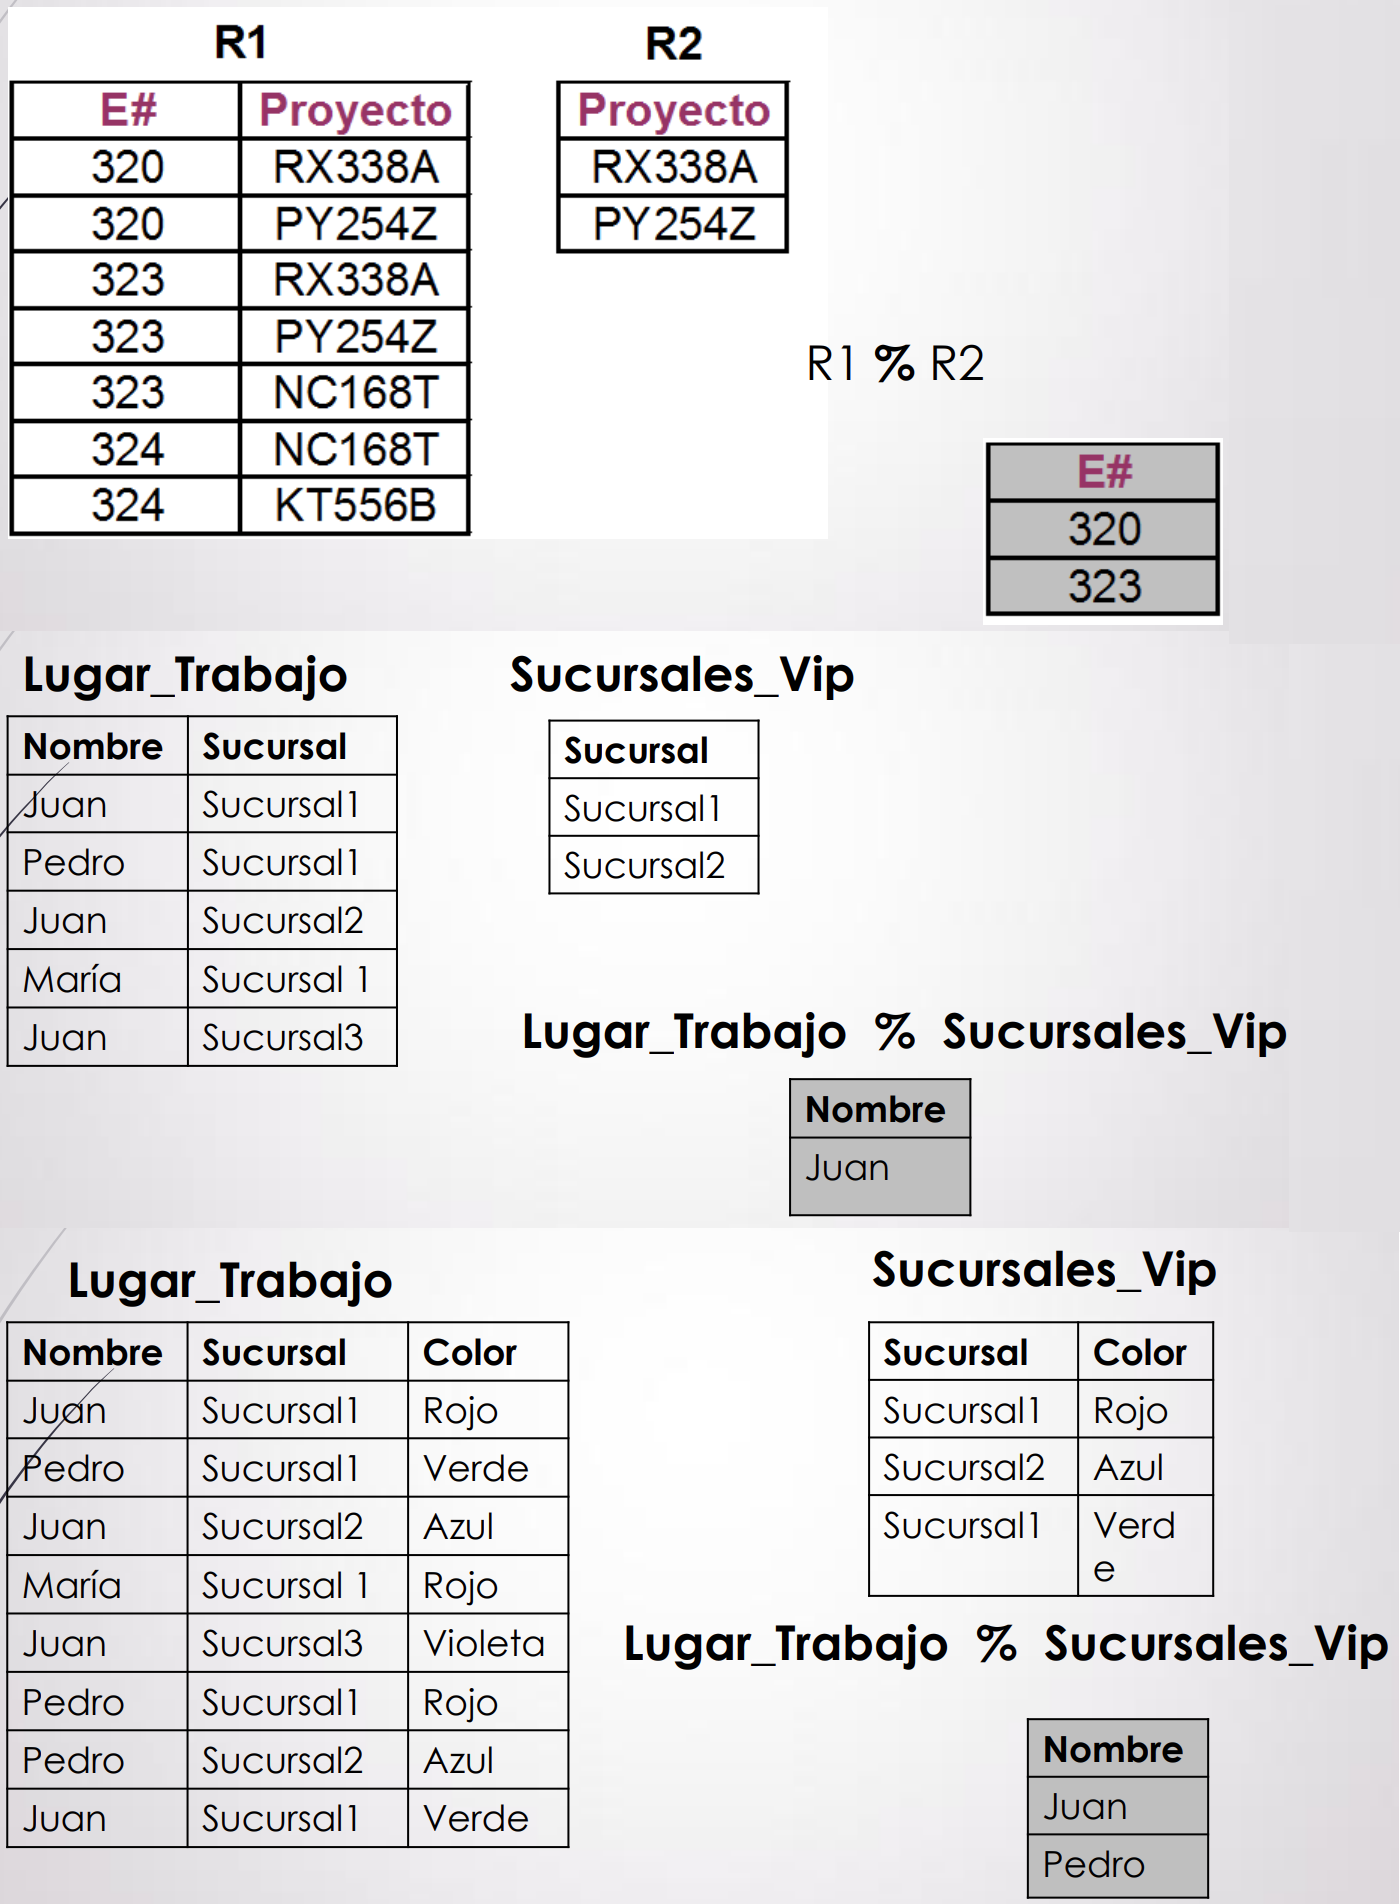 R1
R2
E# Proyecto
320 RX338A
320 PY254Z
323 RX338A
323 PY254Z
323 NC168T
324 NC168T
324 KT556B
Proyecto
RX338A
PY254Z
R1 % R2
E#
320
323
Lugar_Trabajo
Nombre Sucursal
Juan Sucursal1
Pedro Sucursal1
Juan Sucursal2
María Sucursal 1
Juan Sucursal3
Sucursales_Vip
Sucursal
Sucursal1
Sucursal2
Lugar_Trabajo % Sucursales_Vip
Nombre
Juan
Lugar_Trabajo
Nombre Sucursal Color
Juan Sucursal1 Rojo
Pedro Sucursal1 Verde
Juan Sucursal2 Azul
María Sucursal 1 Rojo
Juan Sucursal3 Violeta
Pedro Sucursal1 Rojo
Pedro Sucursal2 Azul
Juan Sucursal1 Verde
Sucursales_Vip
Sucursal Color
Sucursal1 Rojo
Sucursal2 Azul
Sucursal1 Verd
e
Lugar_Trabajo % Sucursales_Vip
Nombre
Juan
Pedro